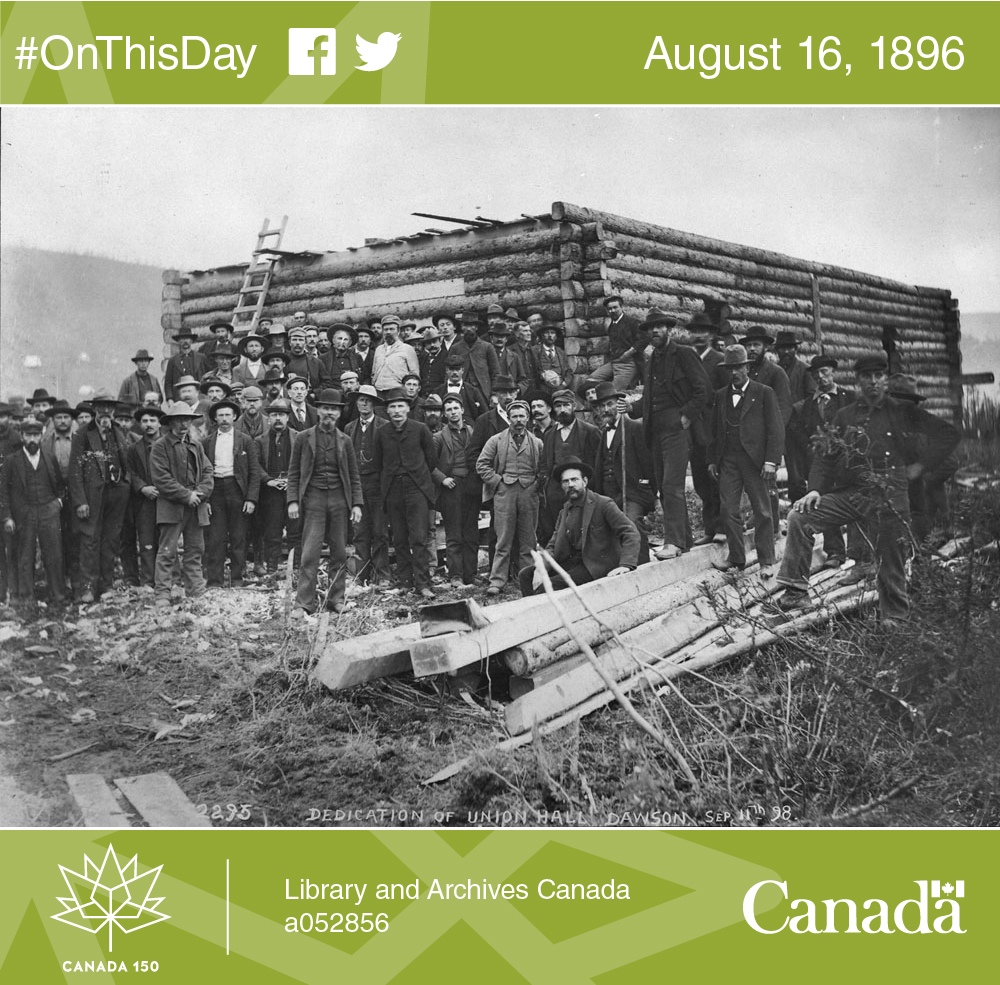 #OnThisDay
August 16, 1896
2295 DEDICATION OF UNION HALL DAWSON. SEP. 11TH 98.
Library and Archives Canada
a052856
CANADA 150
Canada